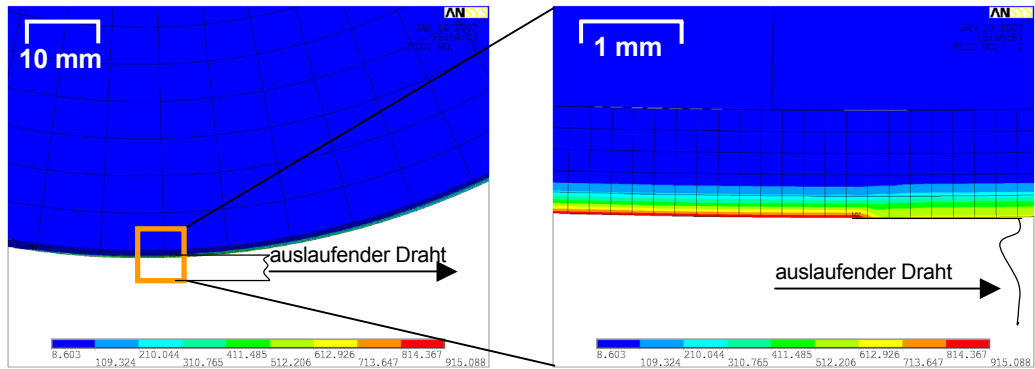 ANSYS
10 mm
auslaufender Draht
8.603 210.044 411.485 612.926 814.367
109.324 310.765 512.206 713.647 915.088
ANSYS
1 mm
auslaufender Draht
8.603 210.044 411.485 612.926 814.367
109.324 310.765 512.206 713.647 915.088